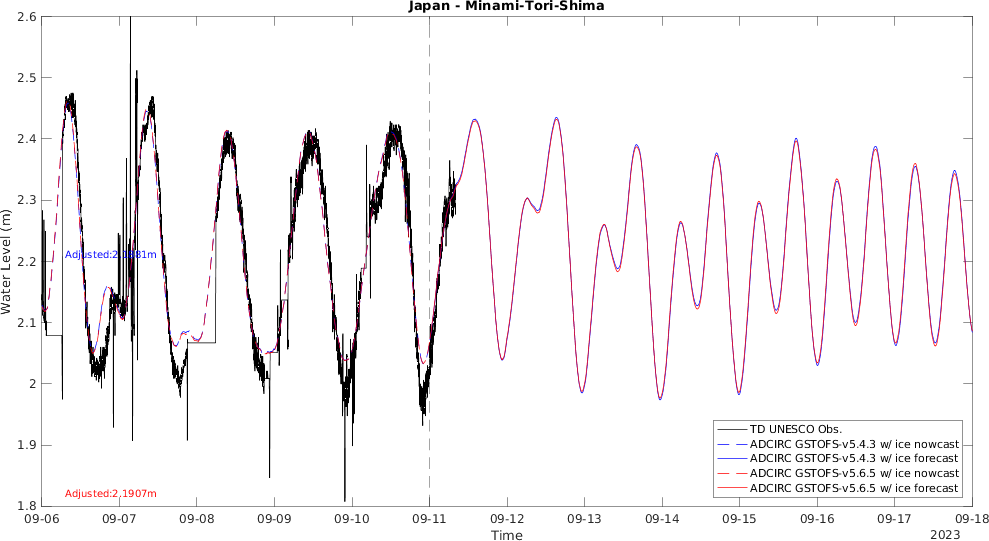 Japan - Minami-Tori-Shima
2.6
2.5
2.4
2.3
2.2
2.1
2
1.9
1.8
Water Level (m)
Adjusted:2.1881m
Adjusted:2.1907m
TD UNESCO Obs.
ADCIRC GSTOFS-v5.4.3 w/ ice nowcast
ADCIRC GSTOFS-v5.4.3 w/ ice forecast
ADCIRC GSTOFS-v5.6.5 w/ ice nowcast
ADCIRC GSTOFS-v5.6.5 w/ ice forecast
09-06 09-07 09-08 09-09 09-10 09-11 09-12 09-13 09-14 09-15 09-16 09-17 09-18
Time
2023